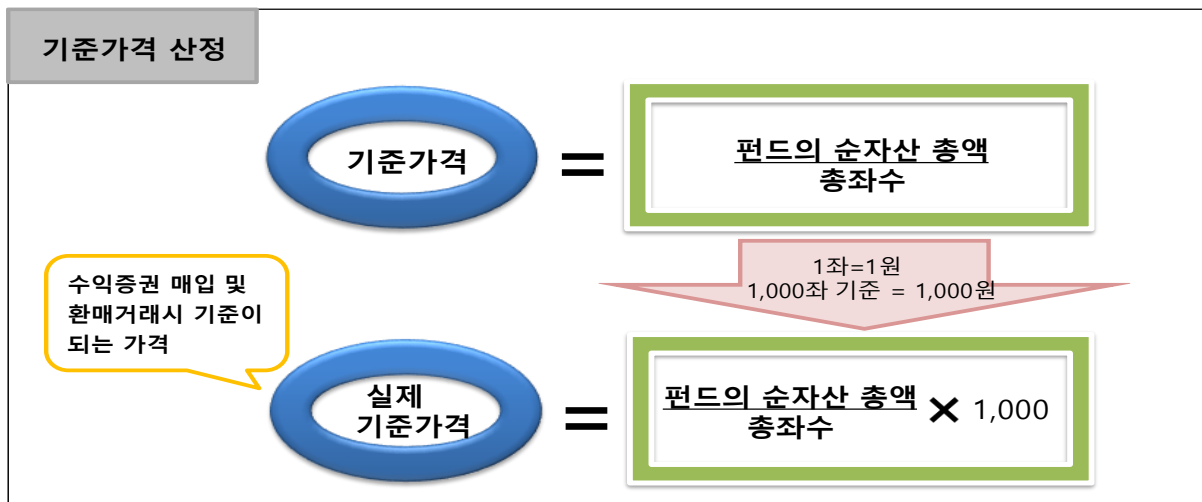 기준가격 산정
기준가격
=
펀드의 순자산 총액
총좌수
1좌=1원
1,000좌 기준 = 1,000원
수익증권 매입 및
환매거래시 기준이
되는 가격
실제
기준가격
=
펀드의 순자산 총액
총좌수
× 1,000